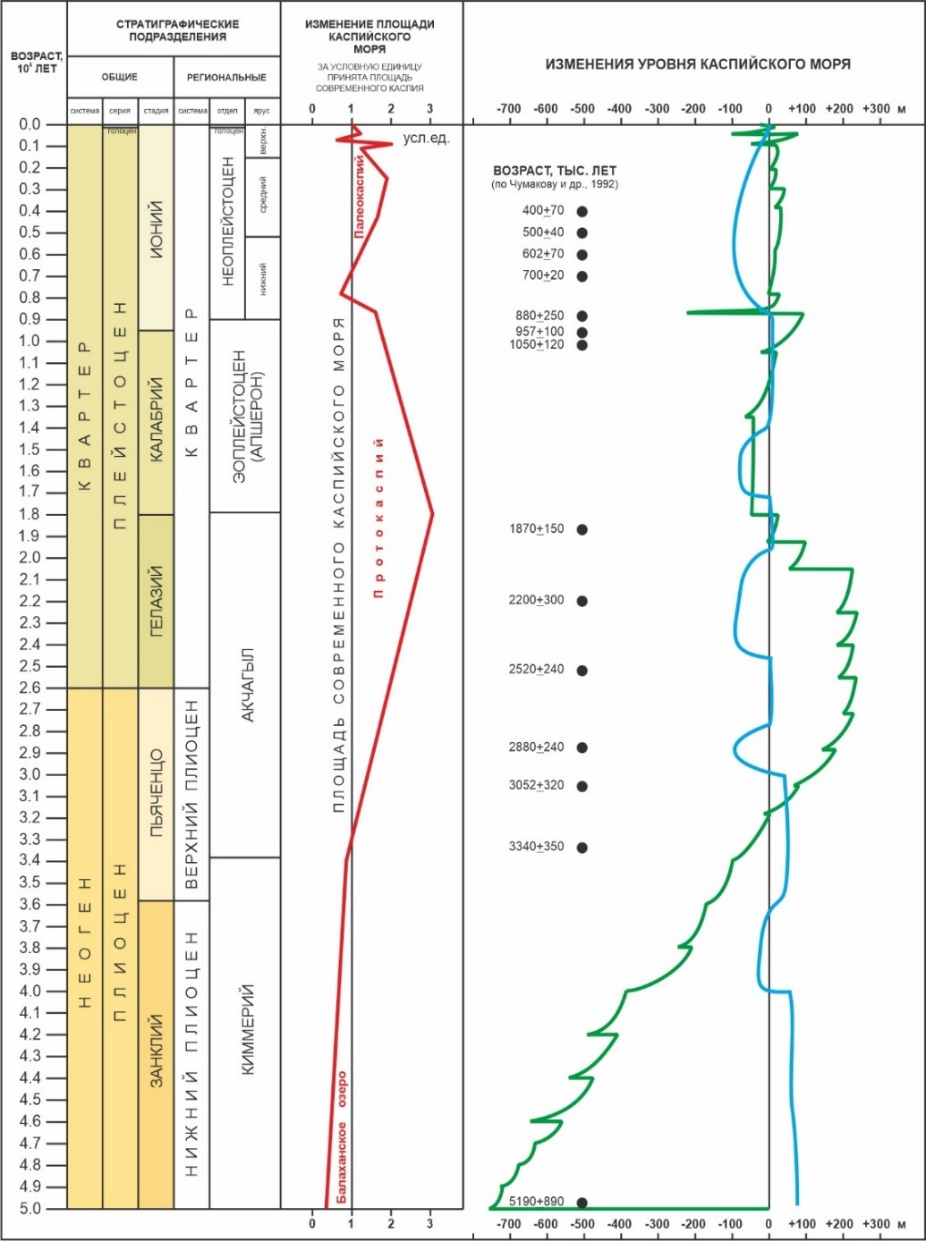 СТРАТИГРАФИЧЕСКИЕ
ПОДРАЗДЕЛЕНИЯ
ВОЗРАСТ,
10⁶ ЛЕТ
ОБЩИЕ
РЕГИОНАЛЬНЫЕ
система
серия
стадия
система
отдел
ярус
ИЗМЕНЕНИЕ ПЛОЩАДИ
КАСПИЙСКОГО
МОРЯ
ЗА УСЛОВНУЮ ЕДИНИЦУ
ПРИНЯТА ПЛОЩАДЬ
СОВРЕМЕННОГО КАСПИЯ
0 1 2 3
ИЗМЕНЕНИЯ УРОВНЯ КАСПИЙСКОГО МОРЯ
-700 -600 -500 -400 -300 -200 -100 0 +100 +200 +300 м
0.0
0.1
0.2
0.3
0.4
0.5
0.6
0.7
0.8
0.9
1.0
1.1
1.2
1.3
1.4
1.5
1.6
1.7
1.8
1.9
2.0
2.1
2.2
2.3
2.4
2.5
2.6
2.7
2.8
2.9
3.0
3.1
3.2
3.3
3.4
3.5
3.6
3.7
3.8
3.9
4.0
4.1
4.2
4.3
4.4
4.5
4.6
4.7
4.8
4.9
5.0
КВАРТЕР
НЕОГЕН
голоцен
ПЛЕЙСТОЦЕН
ПЛИОЦЕН
ИОНИЙ
КАЛАБРИЙ
ГЕЛАЗИЙ
ПЬЯЧЕНЦО
ЗАНКЛИЙ
КВАРТЕР
ВЕРХНИЙ ПЛИОЦЕН
НИЖНИЙ ПЛИОЦЕН
голоцен
НЕОПЛЕЙСТОЦЕН
верхн.
средний
нижний
ЭОПЛЕЙСТОЦЕН
(АПШЕРОН)
АКЧАГЫЛ
КИММЕРИЙ
усл.ед.
Палеокаспий
ПЛОЩАДЬ СОВРЕМЕННОГО КАСПИЙСКОГО МОРЯ
Протокаспий
Балаханское озеро
0 1 2 3
ВОЗРАСТ, ТЫС. ЛЕТ
(по Чумакову и др., 1992)
400±70
500±40
602±70
700±20
880±250
957±100
1050±120
1870±150
2200±300
2520±240
2880±240
3052±320
3340±350
5190±890
-700 -600 -500 -400 -300 -200 -100 0 +100 +200 +300 м